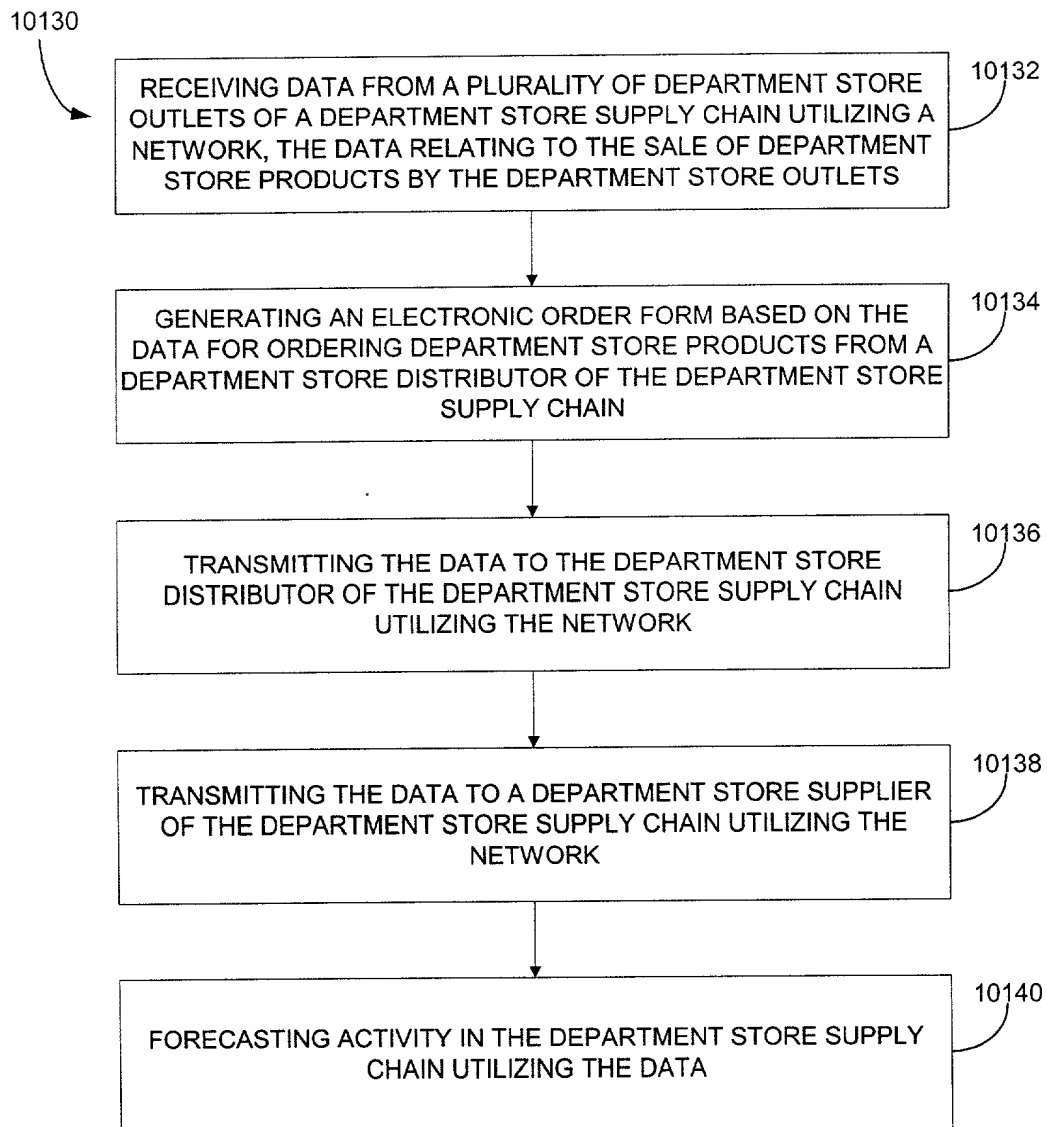 10130
RECEIVING DATA FROM A PLURALITY OF DEPARTMENT STORE
OUTLETS OF A DEPARTMENT STORE SUPPLY CHAIN UTILIZING A
NETWORK, THE DATA RELATING TO THE SALE OF DEPARTMENT
STORE PRODUCTS BY THE DEPARTMENT STORE OUTLETS
10132
GENERATING AN ELECTRONIC ORDER FORM BASED ON THE
DATA FOR ORDERING DEPARTMENT STORE PRODUCTS FROM A
DEPARTMENT STORE DISTRIBUTOR OF THE DEPARTMENT STORE
SUPPLY CHAIN
10134
TRANSMITTING THE DATA TO THE DEPARTMENT STORE
DISTRIBUTOR OF THE DEPARTMENT STORE SUPPLY CHAIN
UTILIZING THE NETWORK
10136
TRANSMITTING THE DATA TO A DEPARTMENT STORE SUPPLIER
OF THE DEPARTMENT STORE SUPPLY CHAIN UTILIZING THE
NETWORK
10138
FORECASTING ACTIVITY IN THE DEPARTMENT STORE SUPPLY
CHAIN UTILIZING THE DATA
10140